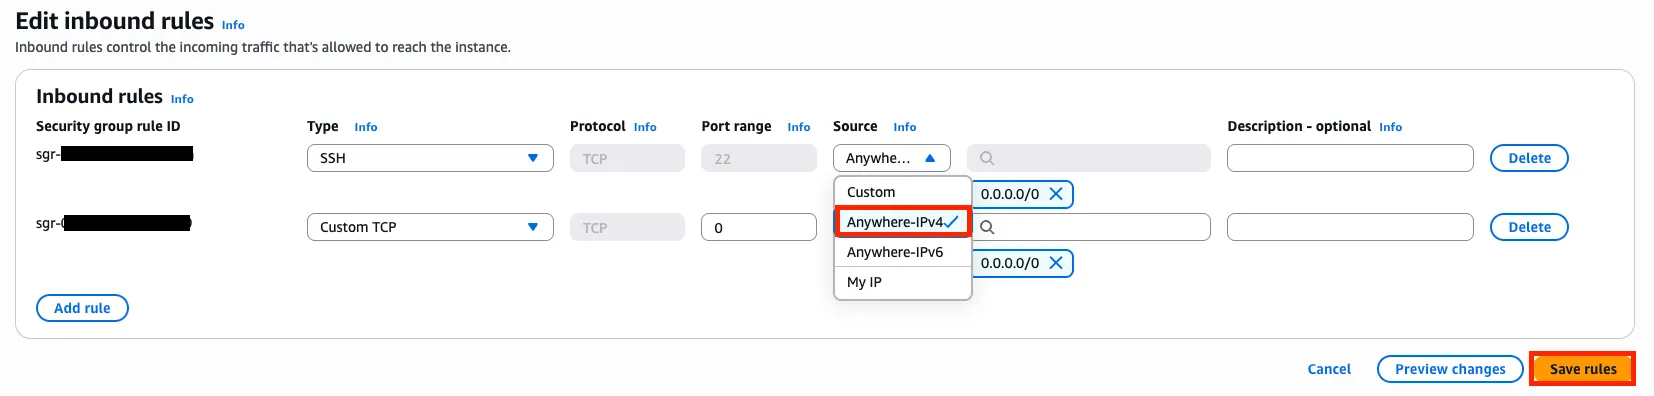 Edit inbound rules Info
Inbound rules control the incoming traffic that's allowed to reach the instance.
Inbound rules Info
Security group rule ID Type Info Protocol Info Port range Info Source Info Description - optional Info
sgr- SSH TCP 22 Anywhe... Delete
Custom 0.0.0.0/0
Anywhere-IPv4
sgr- Custom TCP TCP 0 Delete
Anywhere-IPv6 0.0.0.0/0
My IP
Add rule
Cancel Preview changes Save rules